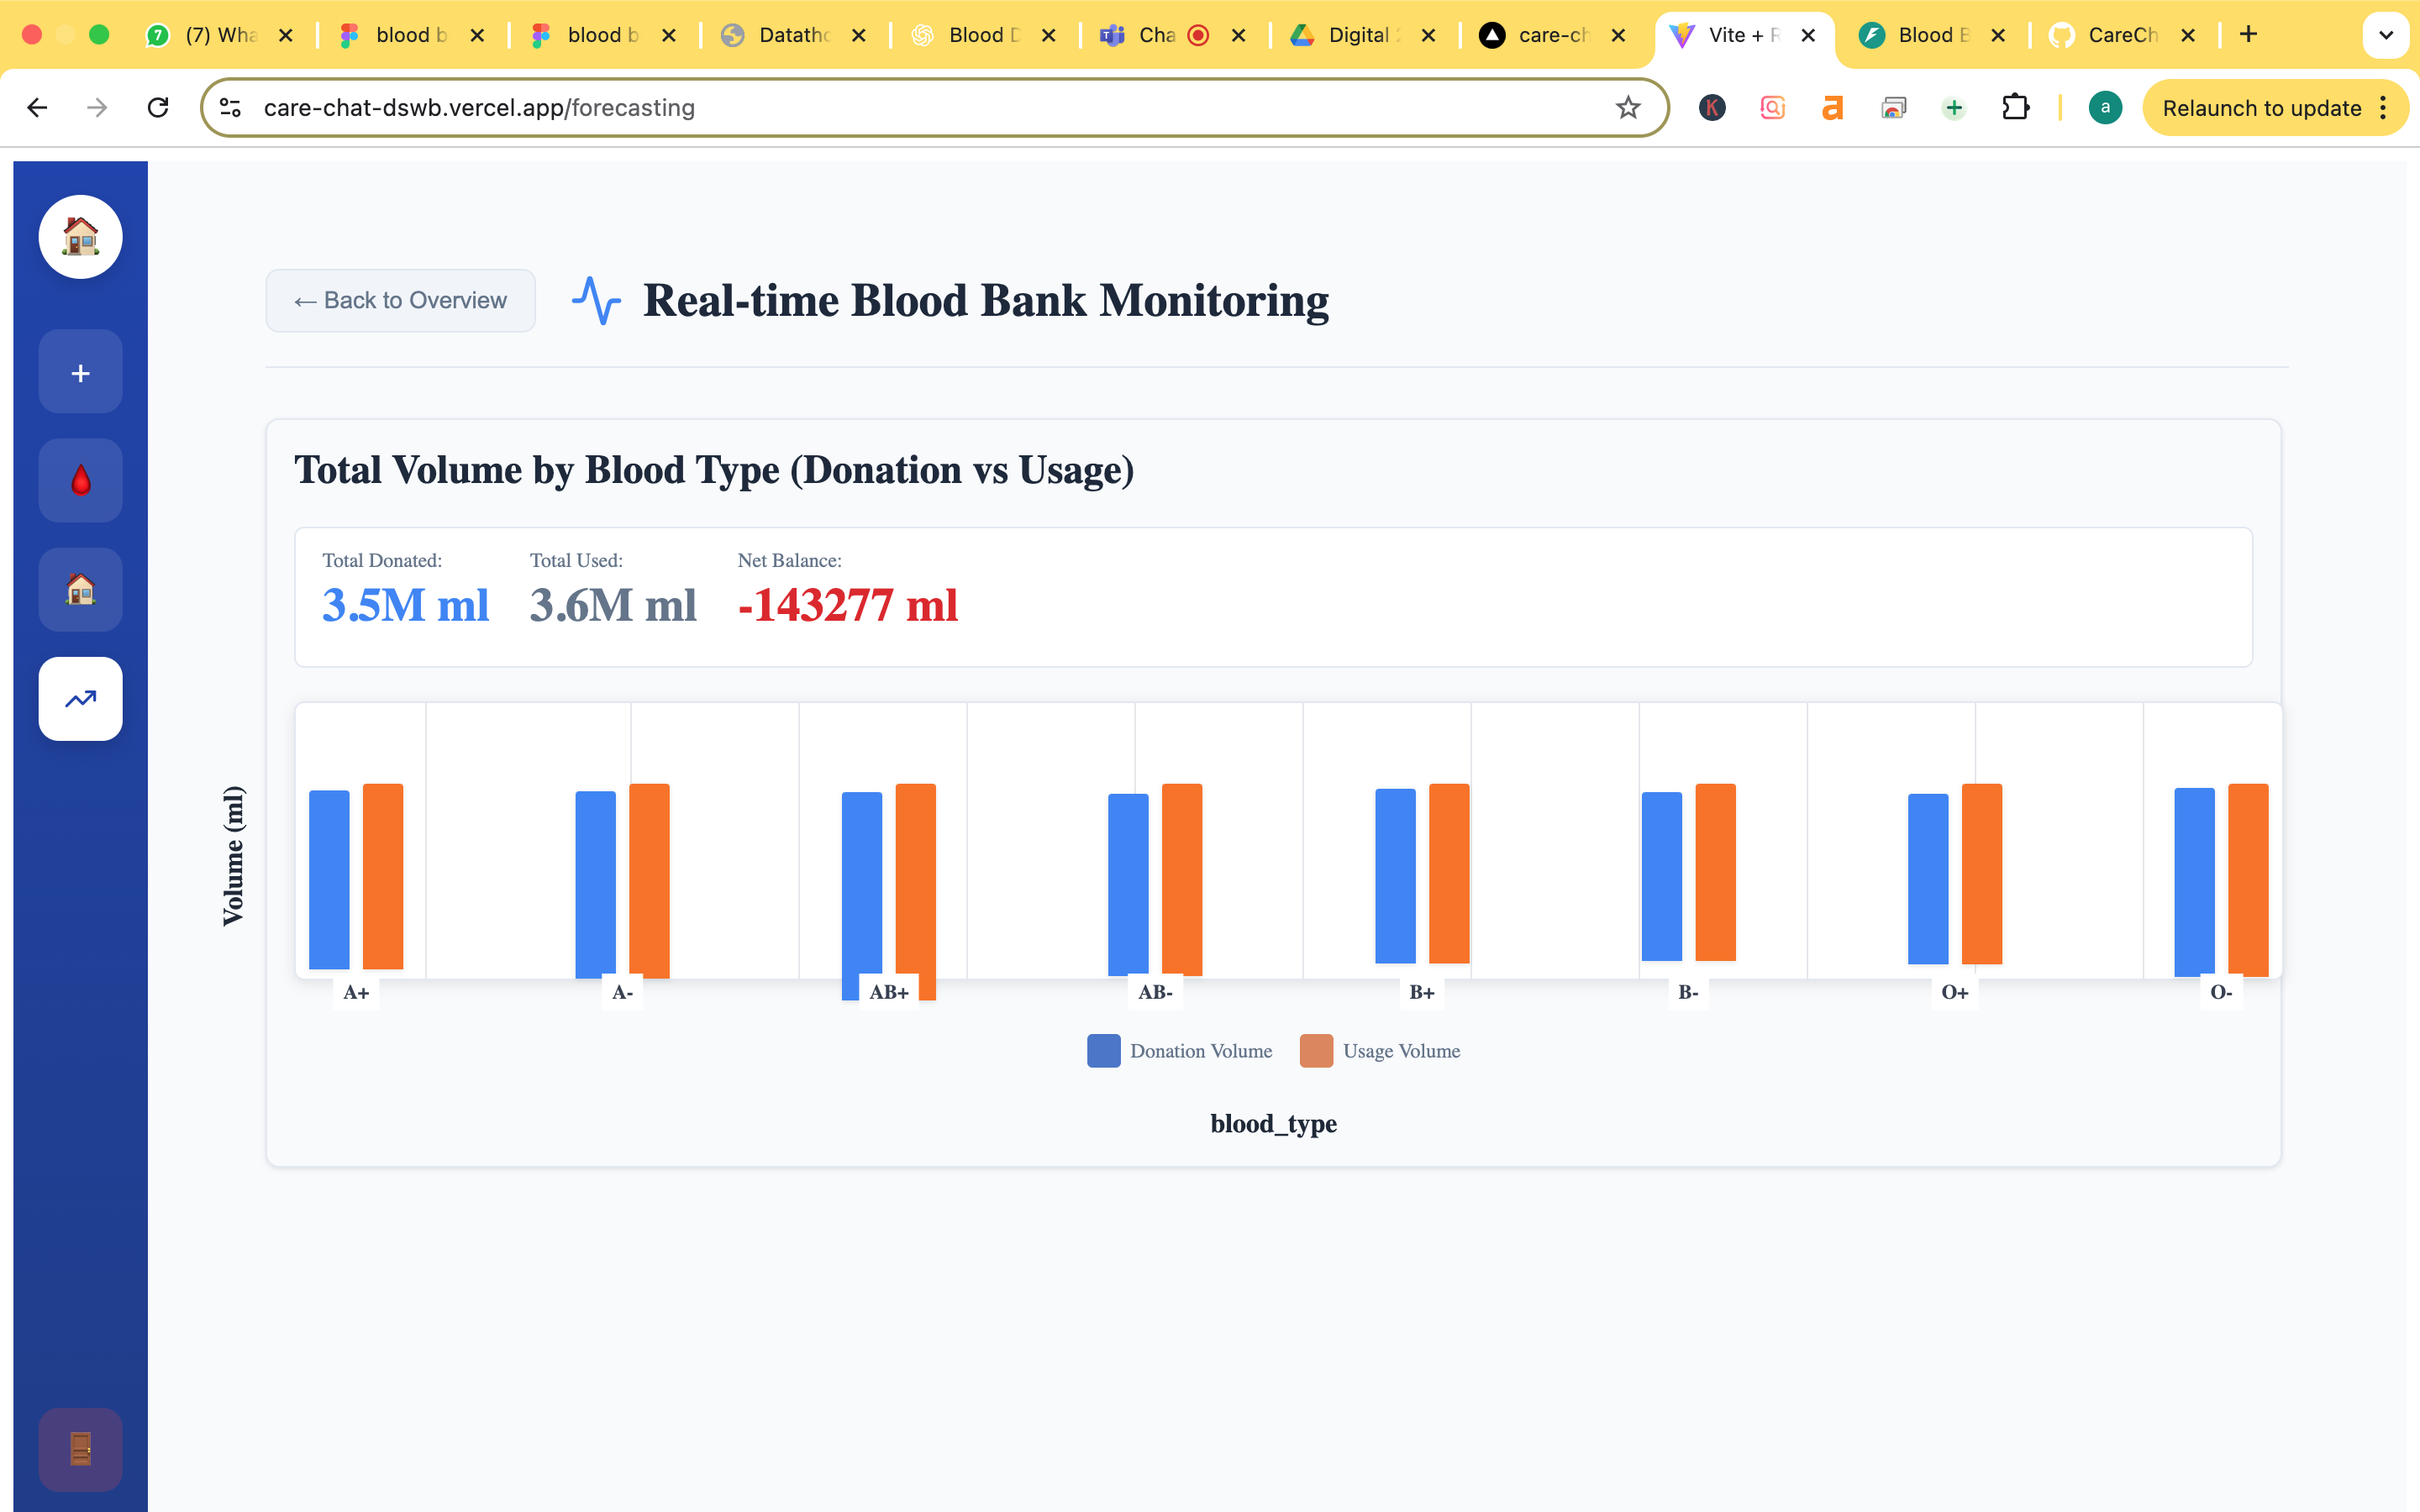 (7) Wha
blood b
blood b
Datatho
Blood D
Cha
Digital
care-ch
Vite + R
Blood B
CareCh
care-chat-dswb.vercel.app/forecasting
a
Relaunch to update
← Back to Overview
Real-time Blood Bank Monitoring
Total Volume by Blood Type (Donation vs Usage)
Total Donated:
Total Used:
Net Balance:
3.5M ml
3.6M ml
-143277 ml
Volume (ml)
A+
A-
AB+
AB-
B+
B-
O+
O-
Donation Volume
Usage Volume
blood_type